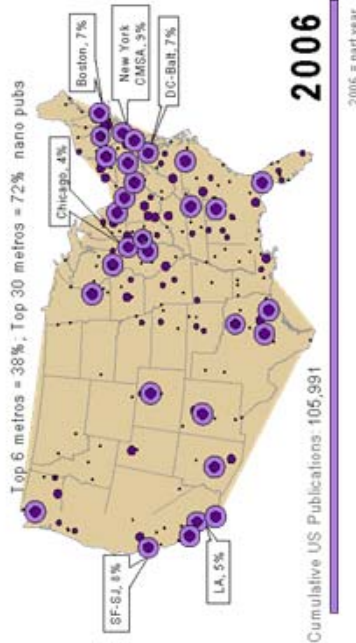 Top 6 metros = 38%; Top 30 metros = 72% nano pubs
Boston, 7%
New York
CMSA, 9%
DC-Balt, 7%
Chicago, 4%
SF-SJ, 8%
LA, 5%
Cumulative US Publications: 105,991
2006
2006 = part year